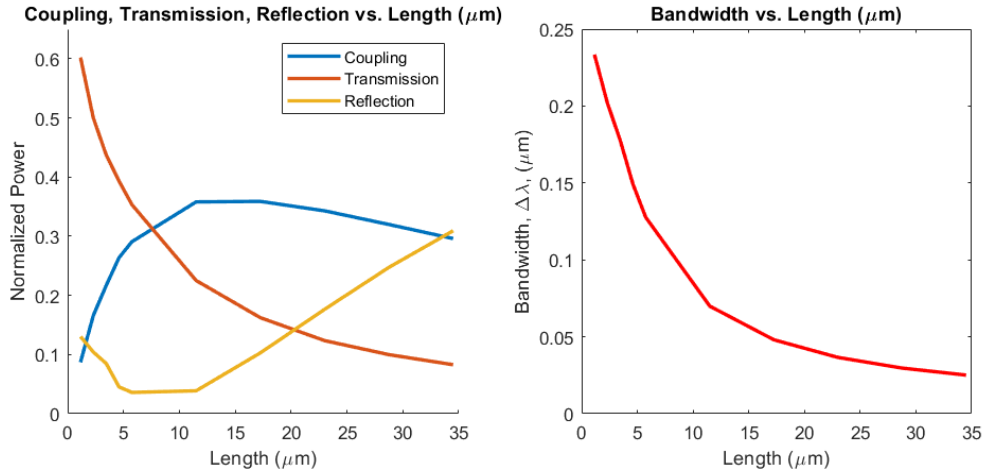 Coupling, Transmission, Reflection vs. Length (μm)
Normalized Power
0.6
0.5
0.4
0.3
0.2
0.1
0
0 5 10 15 20 25 30 35
Length (μm)
Coupling
Transmission
Reflection
Bandwidth vs. Length (μm)
Bandwidth, Δλ, (μm)
0.25
0.2
0.15
0.1
0.05
0
0 5 10 15 20 25 30 35
Length (μm)